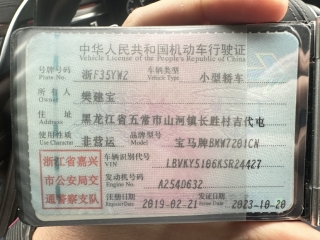 中华人民共和国机动车行驶证
Vehicle License of the People's Republic of China
号牌号码 浙F35YW2 车辆类型 小型轿车
Plate No. Vehicle Type
所有人 樊继宝
Owner
住址 黑龙江省五常市山河镇长胜村吉代屯
Address
使用性质 非营运 品牌型号 宝马牌BMW7201CN
Use Character Model
浙江省嘉兴 车辆识别代号 LBVKY5106KSR24427
VIN
市公安局交 发动机号码 A254D632
Engine No.
通警察支队 注册日期 2019-02-21 发证日期 2023-10-20
Register Date Issue Date